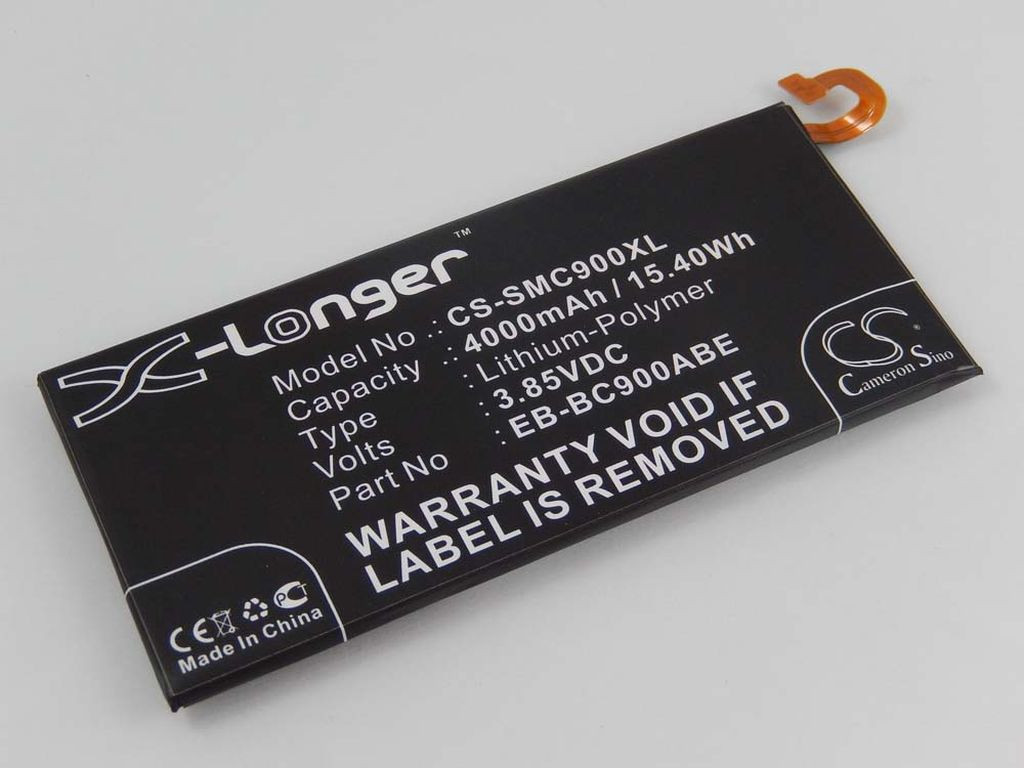 X-Longer™
Model No : CS-SMC900XL
Capacity : 4000mAh / 15.40Wh
Type : Lithium-Polymer
Volts : 3.85VDC
Part No : EB-BC900ABE
WARRANTY VOID IF
LABEL IS REMOVED
CS
Cameron Sino
CE PCT
Made In China